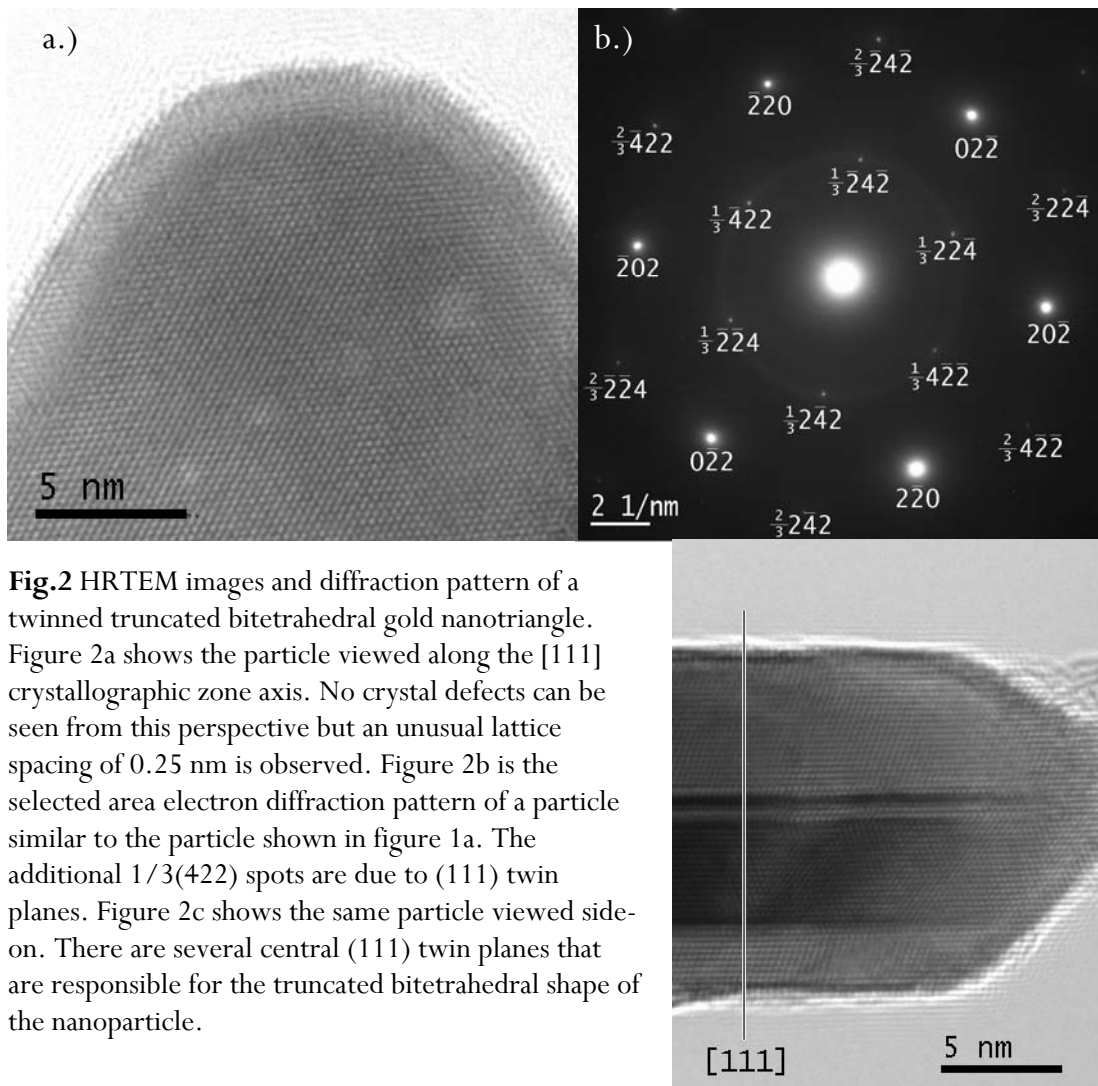 a.)
5 nm
b.)
2/3 2̄42̄
2̄20
022̄
2/3 4̄22
1/3 2̄42̄
2/3 224̄
1/3 4̄22
1/3 224̄
2̄02
202̄
1/3 2̄2̄4
1/3 42̄2̄
2/3 2̄2̄4
1/3 24̄2
2/3 42̄2̄
02̄2
22̄0
2 1/nm
2/3 24̄2
Fig.2 HRTEM images and diffraction pattern of a
twinned truncated bitetrahedral gold nanotriangle.
Figure 2a shows the particle viewed along the [111]
crystallographic zone axis. No crystal defects can be
seen from this perspective but an unusual lattice
spacing of 0.25 nm is observed. Figure 2b is the
selected area electron diffraction pattern of a particle
similar to the particle shown in figure 1a. The
additional 1/3(422) spots are due to (111) twin
planes. Figure 2c shows the same particle viewed side-
on. There are several central (111) twin planes that
are responsible for the truncated bitetrahedral shape of
the nanoparticle.
[111]
5 nm